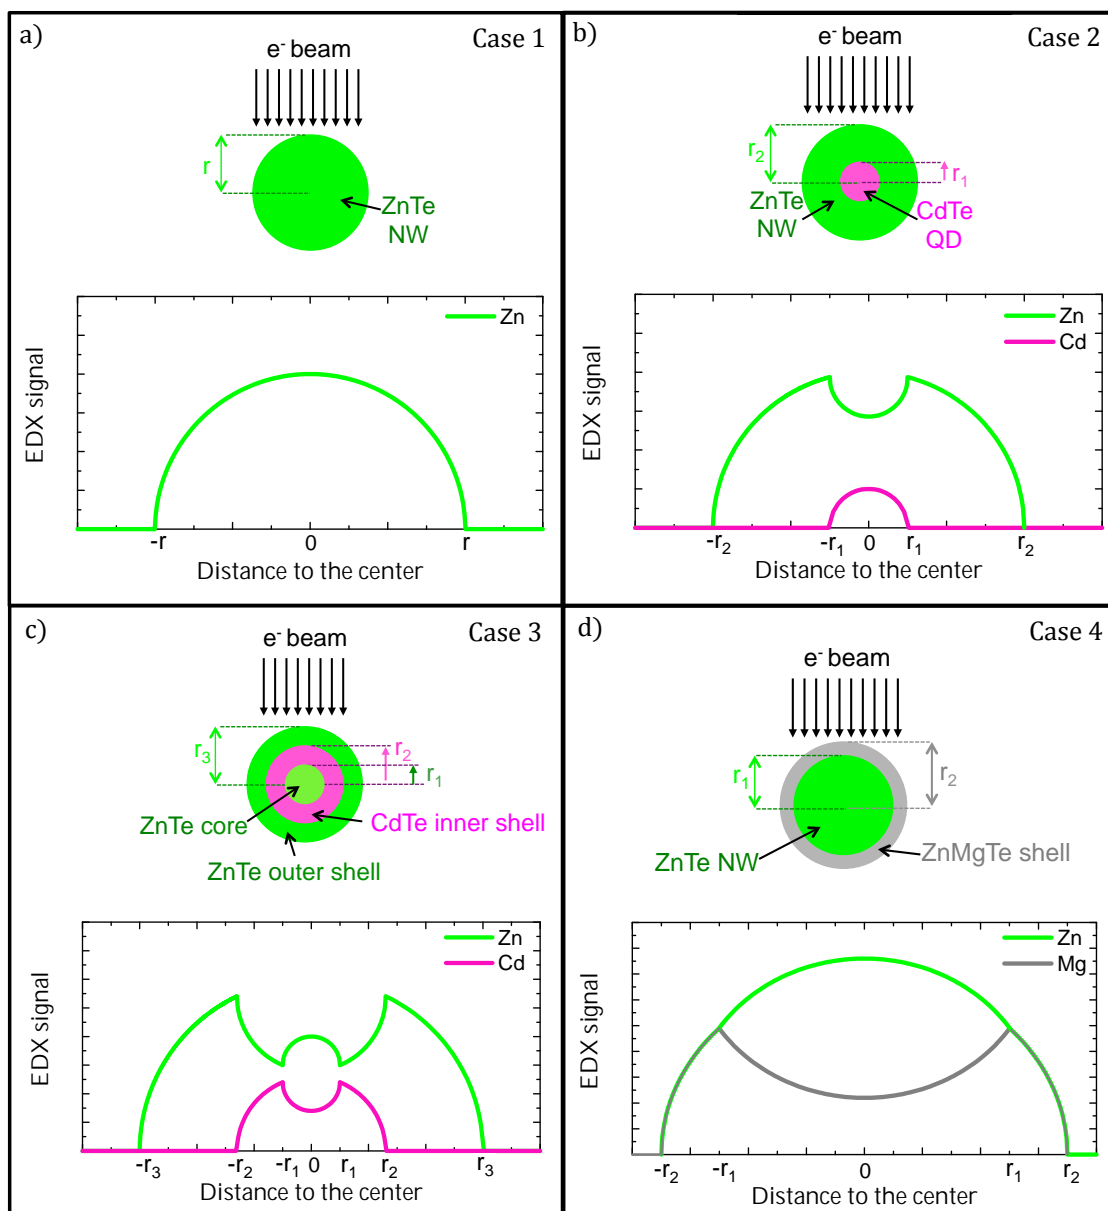 a)
Case 1
e- beam
r
ZnTe
NW
Zn
EDX signal
-r
0
r
Distance to the center
b)
Case 2
e- beam
r2
r1
ZnTe
NW
CdTe
QD
Zn
Cd
EDX signal
-r2
-r1
0
r1
r2
Distance to the center
c)
Case 3
e- beam
r3
r2
r1
ZnTe core
CdTe inner shell
ZnTe outer shell
Zn
Cd
EDX signal
-r3
-r2
-r1
0
r1
r2
r3
Distance to the center
d)
Case 4
e- beam
r1
r2
ZnTe NW
ZnMgTe shell
Zn
Mg
EDX signal
-r2
-r1
0
r1
r2
Distance to the center